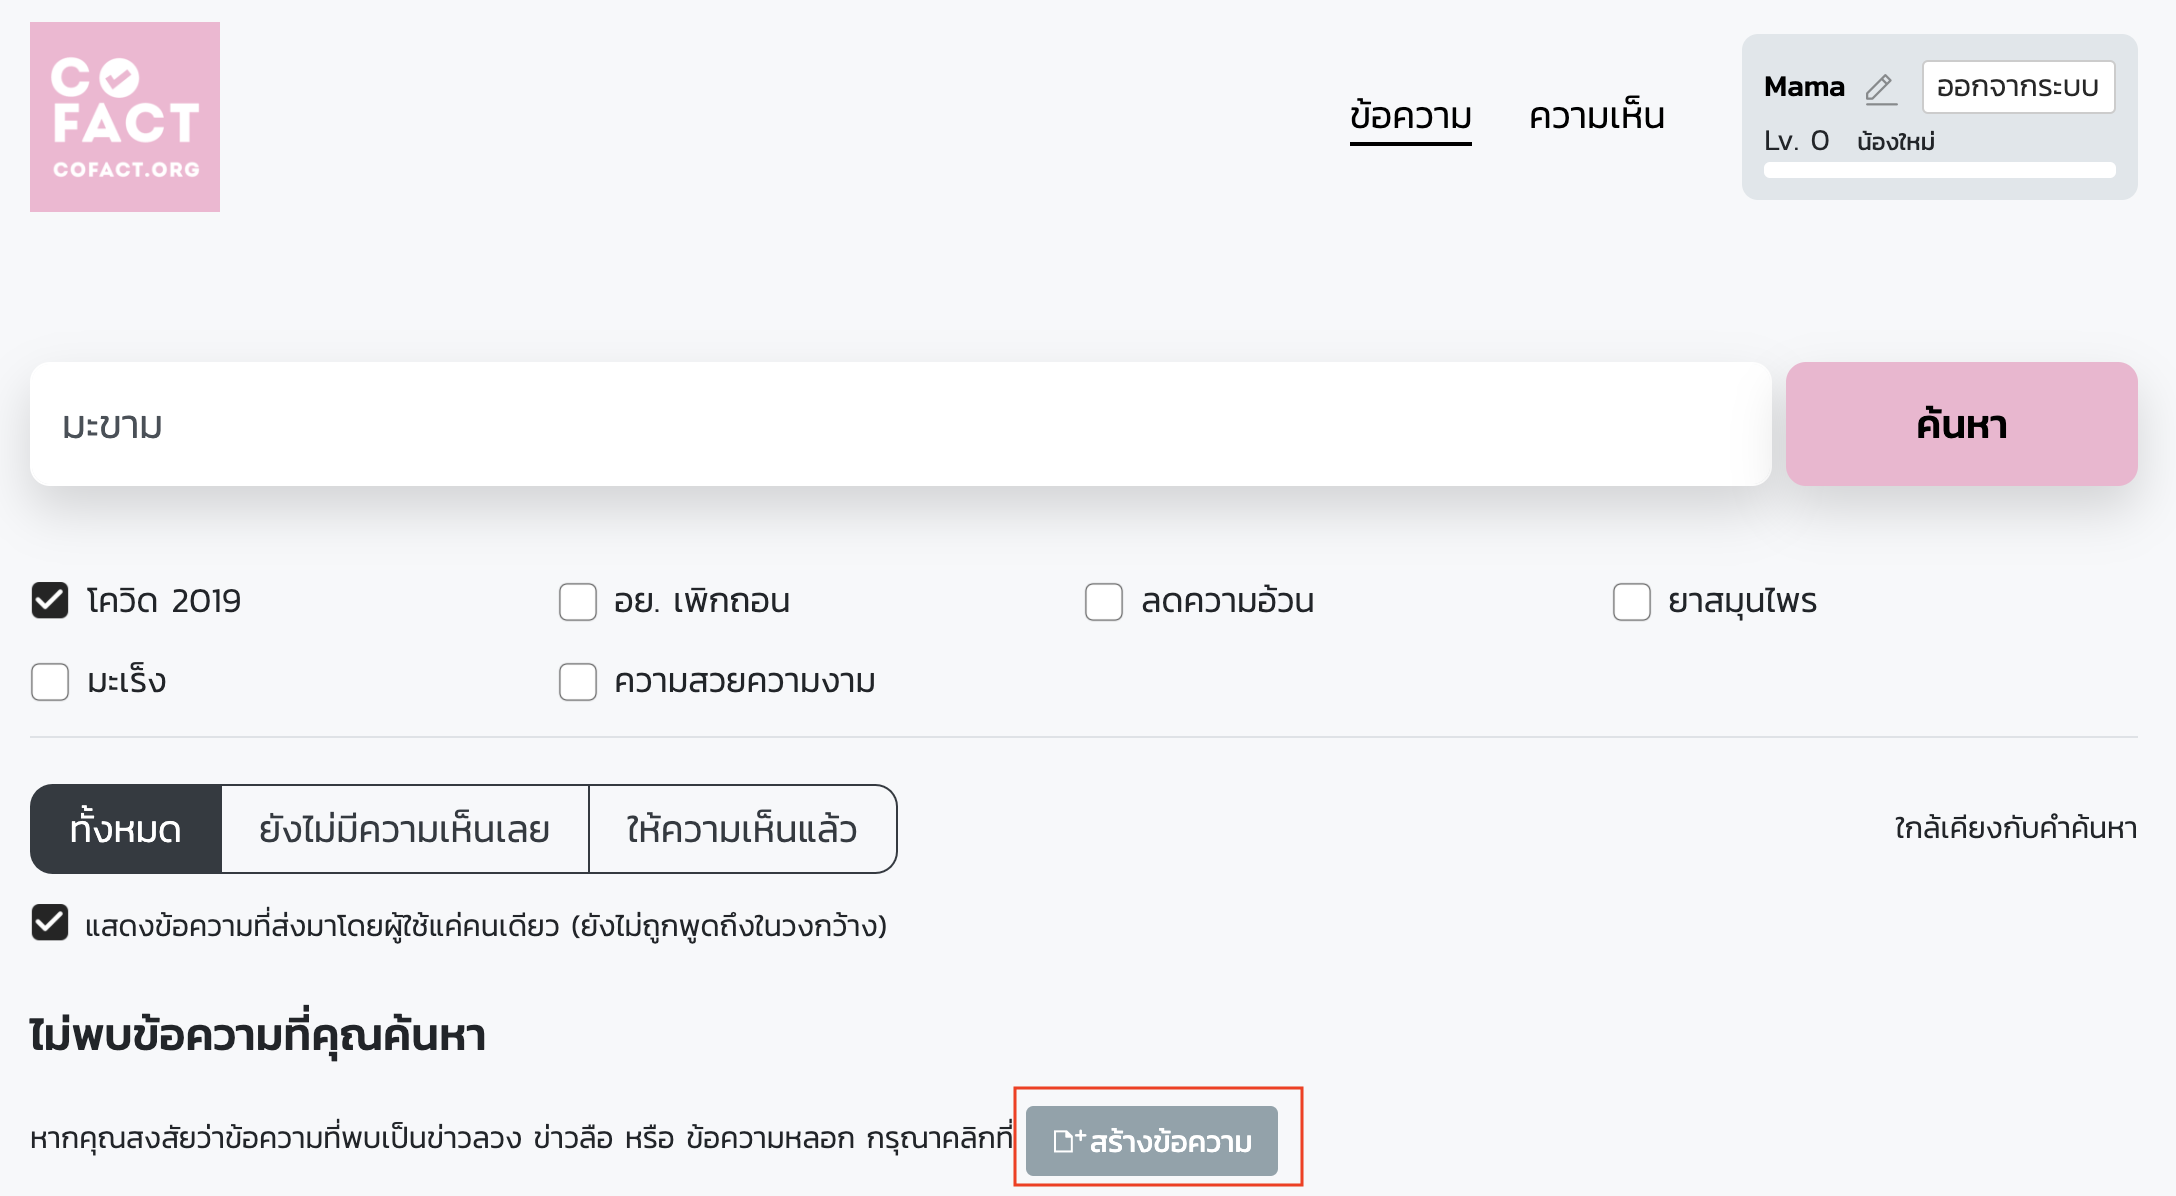 CO
FACT
COFACT.ORG
ข้อความ ความเห็น
Mama ออกจากระบบ
Lv. 0 น้องใหม่
มะขาม ค้นหา
โควิด 2019 อย. เพิกถอน ลดความอ้วน ยาสมุนไพร
มะเร็ง ความสวยความงาม
ทั้งหมด ยังไม่มีความเห็นเลย ให้ความเห็นแล้ว ใกล้เคียงกับคำค้นหา
แสดงข้อความที่ส่งมาโดยผู้ใช้แค่คนเดียว (ยังไม่ถูกพูดถึงในวงกว้าง)
ไม่พบข้อความที่คุณค้นหา
หากคุณสงสัยว่าข้อความที่พบเป็นข่าวลวง ข่าวลือ หรือ ข้อความหลอก กรุณาคลิกที่ สร้างข้อความ